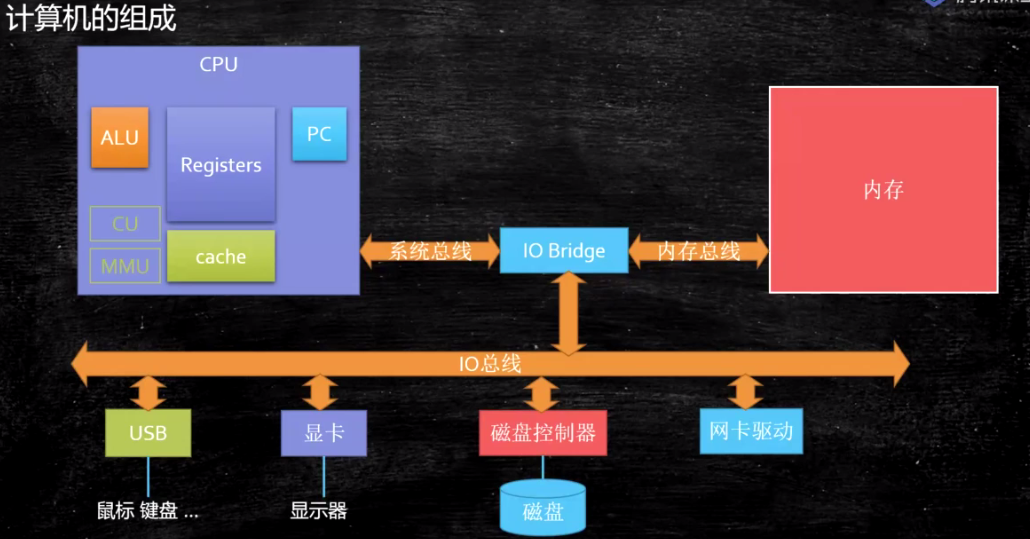 计算机的组成
CPU
ALU
Registers
PC
CU
MMU
cache
系统总线
IO Bridge
内存总线
内存
IO总线
USB
显卡
磁盘控制器
网卡驱动
鼠标 键盘 ...
显示器
磁盘